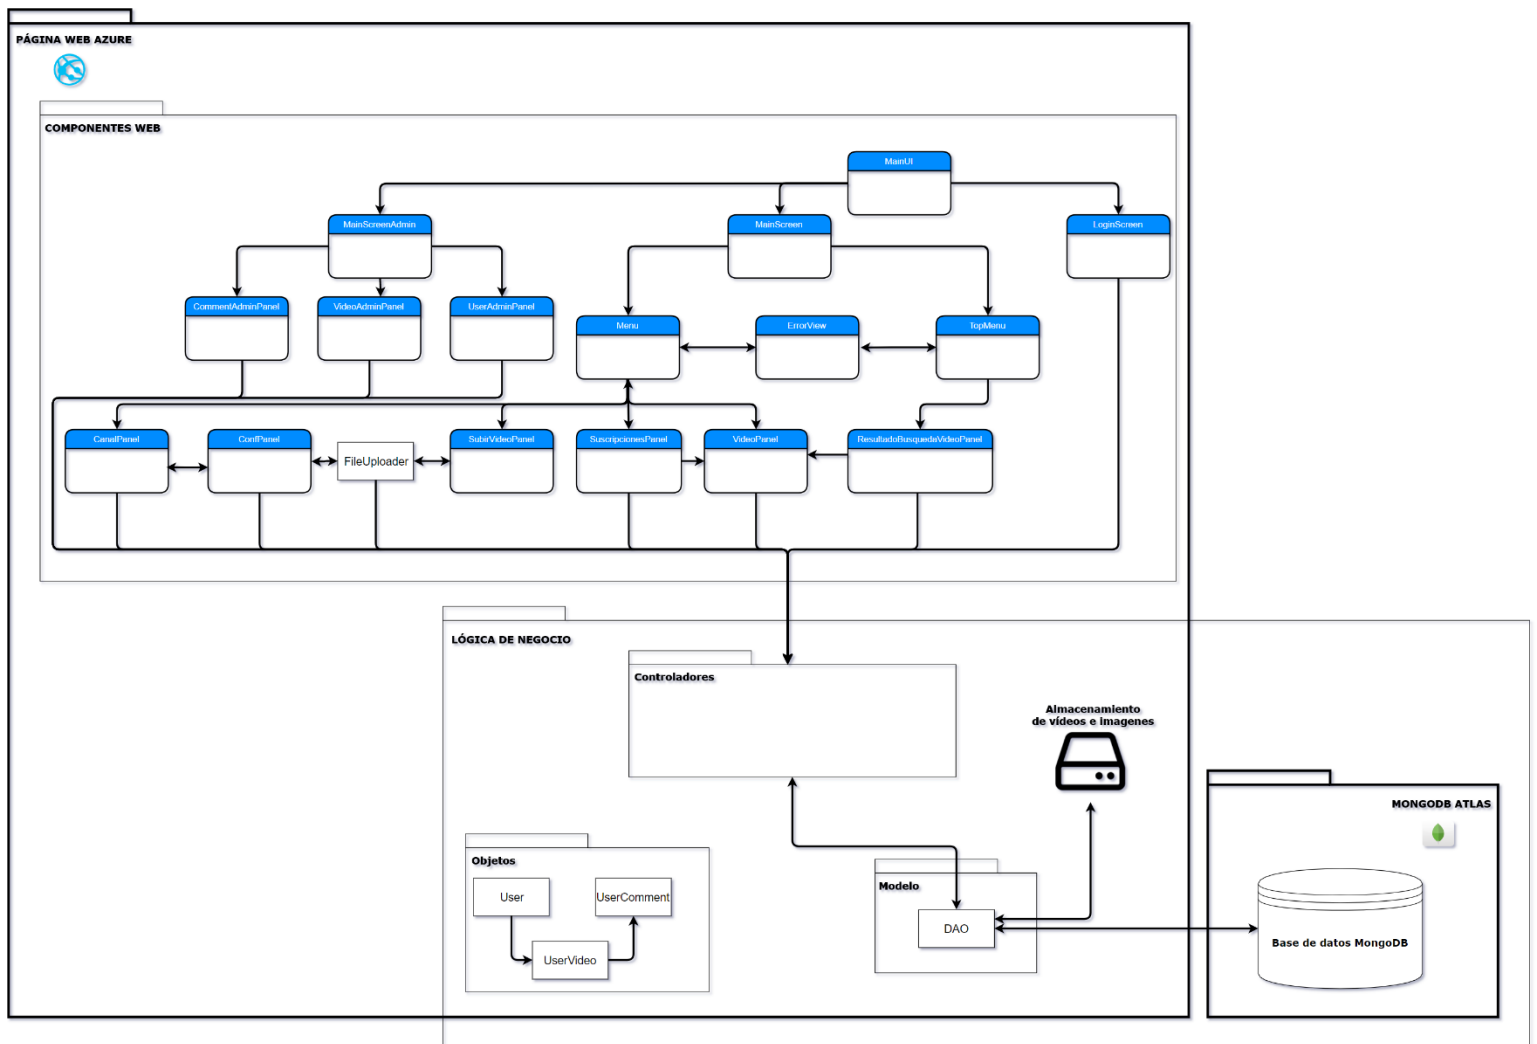 PÁGINA WEB AZURE
COMPONENTES WEB
MainUI
MainScreenAdmin
MainScreen
LoginScreen
CommentAdminPanel
VideoAdminPanel
UserAdminPanel
Menu
ErrorView
TopMenu
CanalPanel
ConfPanel
FileUploader
SubirVideoPanel
SuscripcionesPanel
VideoPanel
ResultadoBusquedaVideoPanel
LÓGICA DE NEGOCIO
Controladores
Almacenamiento
de vídeos e imagenes
MONGODB ATLAS
Objetos
User
UserComment
UserVideo
Modelo
DAO
Base de datos MongoDB